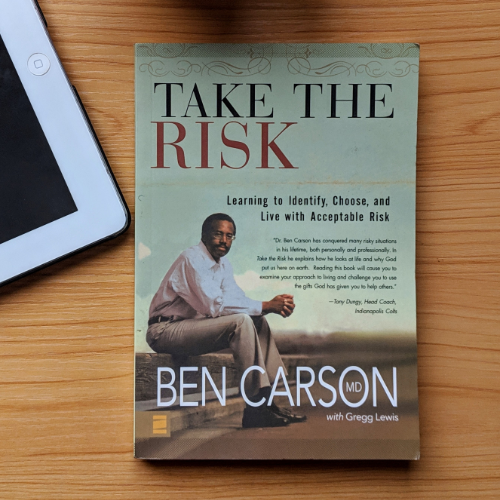 TAKE THE
RISK
Learning to Identify, Choose, and
Live with Acceptable Risk
"Dr. Ben Carson has conquered many risky situations
in his lifetime, both personally and professionally. In
Take the Risk he explains how he looks at life and why God
put us here on earth. Reading this book will cause you to
examine your approach to living and challenge you to use
the gifts God has given you to help others."
—Tony Dungy, Head Coach,
Indianapolis Colts
BEN CARSON MD
with Gregg Lewis